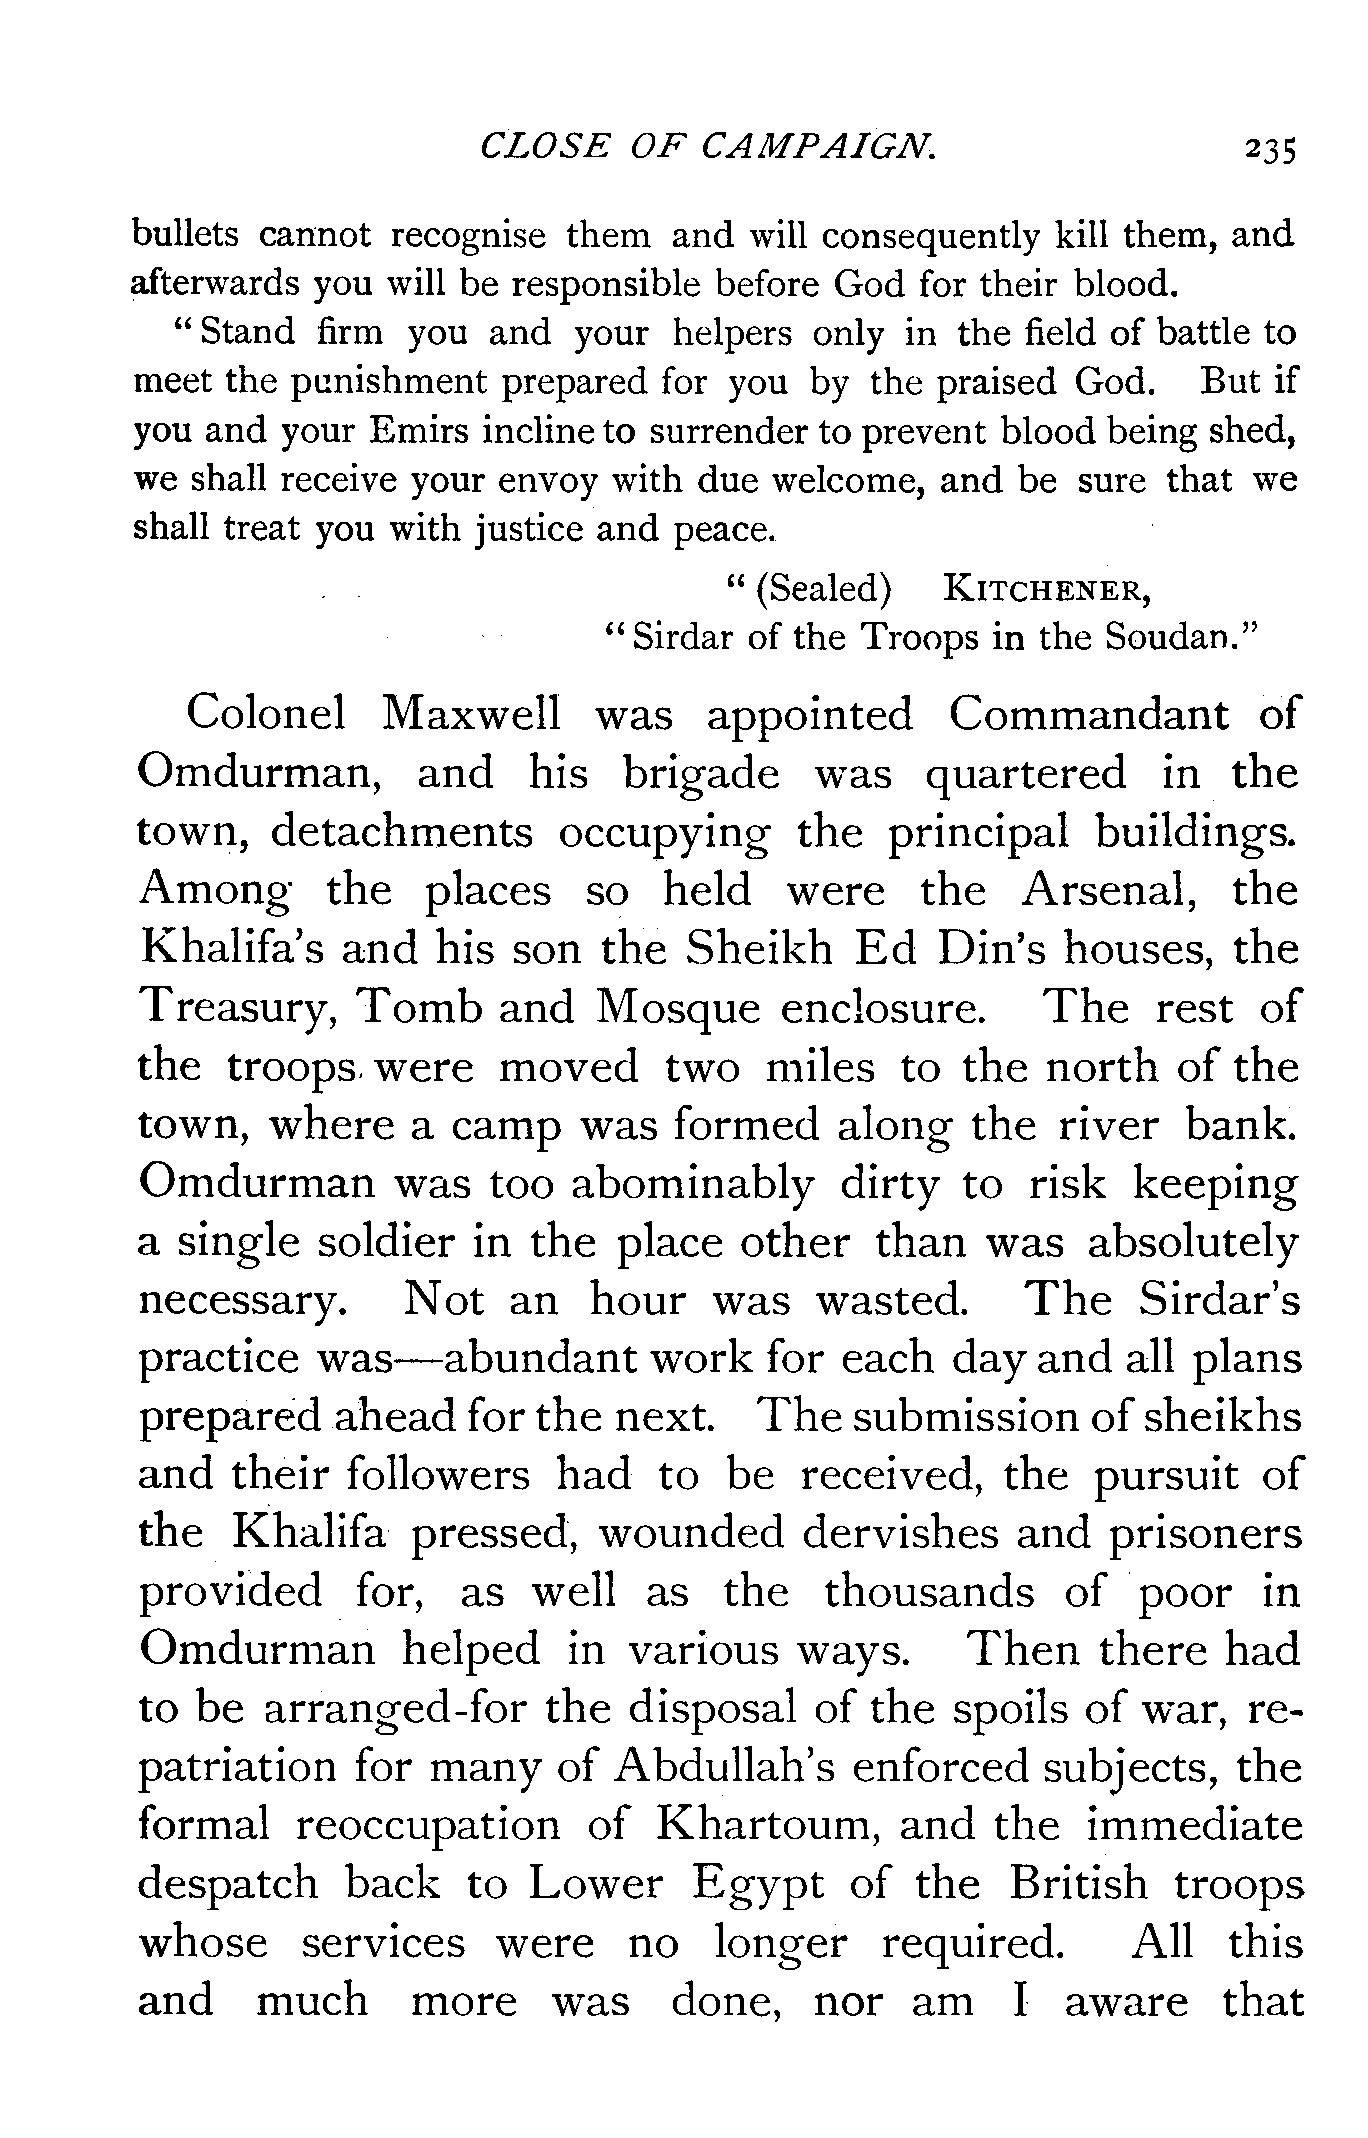 CLOSE OF CAMPAIGN. 235
bullets cannot recognise them and will consequently kill them, and
afterwards you will be responsible before God for their blood.
“Stand firm you and your helpers only in the field of battle to
meet the punishment prepared for you by the praised God. But if
you and your Emirs incline to surrender to prevent blood being shed,
we shall receive your envoy with due welcome, and be sure that we
shall treat you with justice and peace.
“(Sealed) KITCHENER,
“Sirdar of the Troops in the Soudan.”
Colonel Maxwell was appointed Commandant of
Omdurman, and his brigade was quartered in the
town, detachments occupying the principal buildings.
Among the places so held were the Arsenal, the
Khalifa’s and his son the Sheikh Ed Din’s houses, the
Treasury, Tomb and Mosque enclosure. The rest of
the troops were moved two miles to the north of the
town, where a camp was formed along the river bank.
Omdurman was too abominably dirty to risk keeping
a single soldier in the place other than was absolutely
necessary. Not an hour was wasted. The Sirdar’s
practice was—abundant work for each day and all plans
prepared ahead for the next. The submission of sheikhs
and their followers had to be received, the pursuit of
the Khalifa pressed, wounded dervishes and prisoners
provided for, as well as the thousands of poor in
Omdurman helped in various ways. Then there had
to be arranged-for the disposal of the spoils of war, re-
patriation for many of Abdullah’s enforced subjects, the
formal reoccupation of Khartoum, and the immediate
despatch back to Lower Egypt of the British troops
whose services were no longer required. All this
and much more was done, nor am I aware that